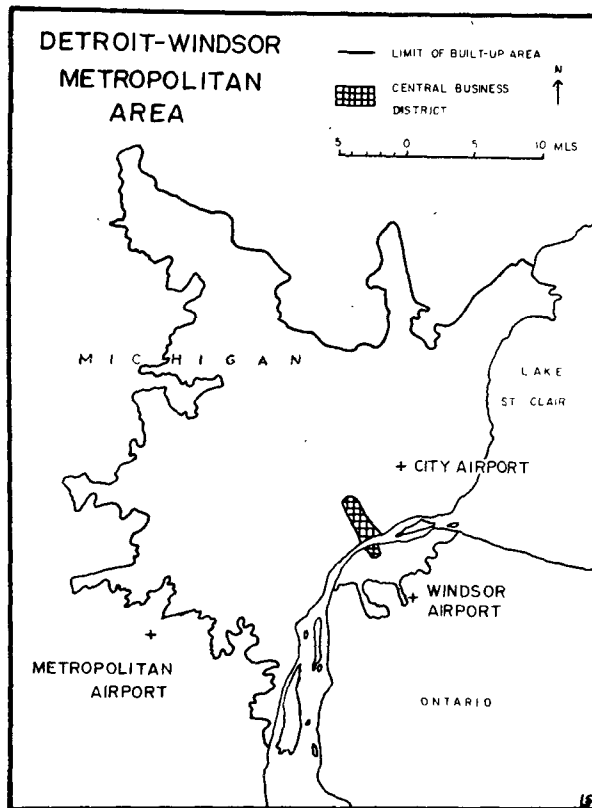 DETROIT-WINDSOR
METROPOLITAN
AREA
LIMIT OF BUILT-UP AREA
CENTRAL BUSINESS
DISTRICT
N
5 0 5 10 MLS
MICHIGAN
LAKE
ST CLAIR
+ CITY AIRPORT
+ WINDSOR
AIRPORT
+
METROPOLITAN
AIRPORT
ONTARIO